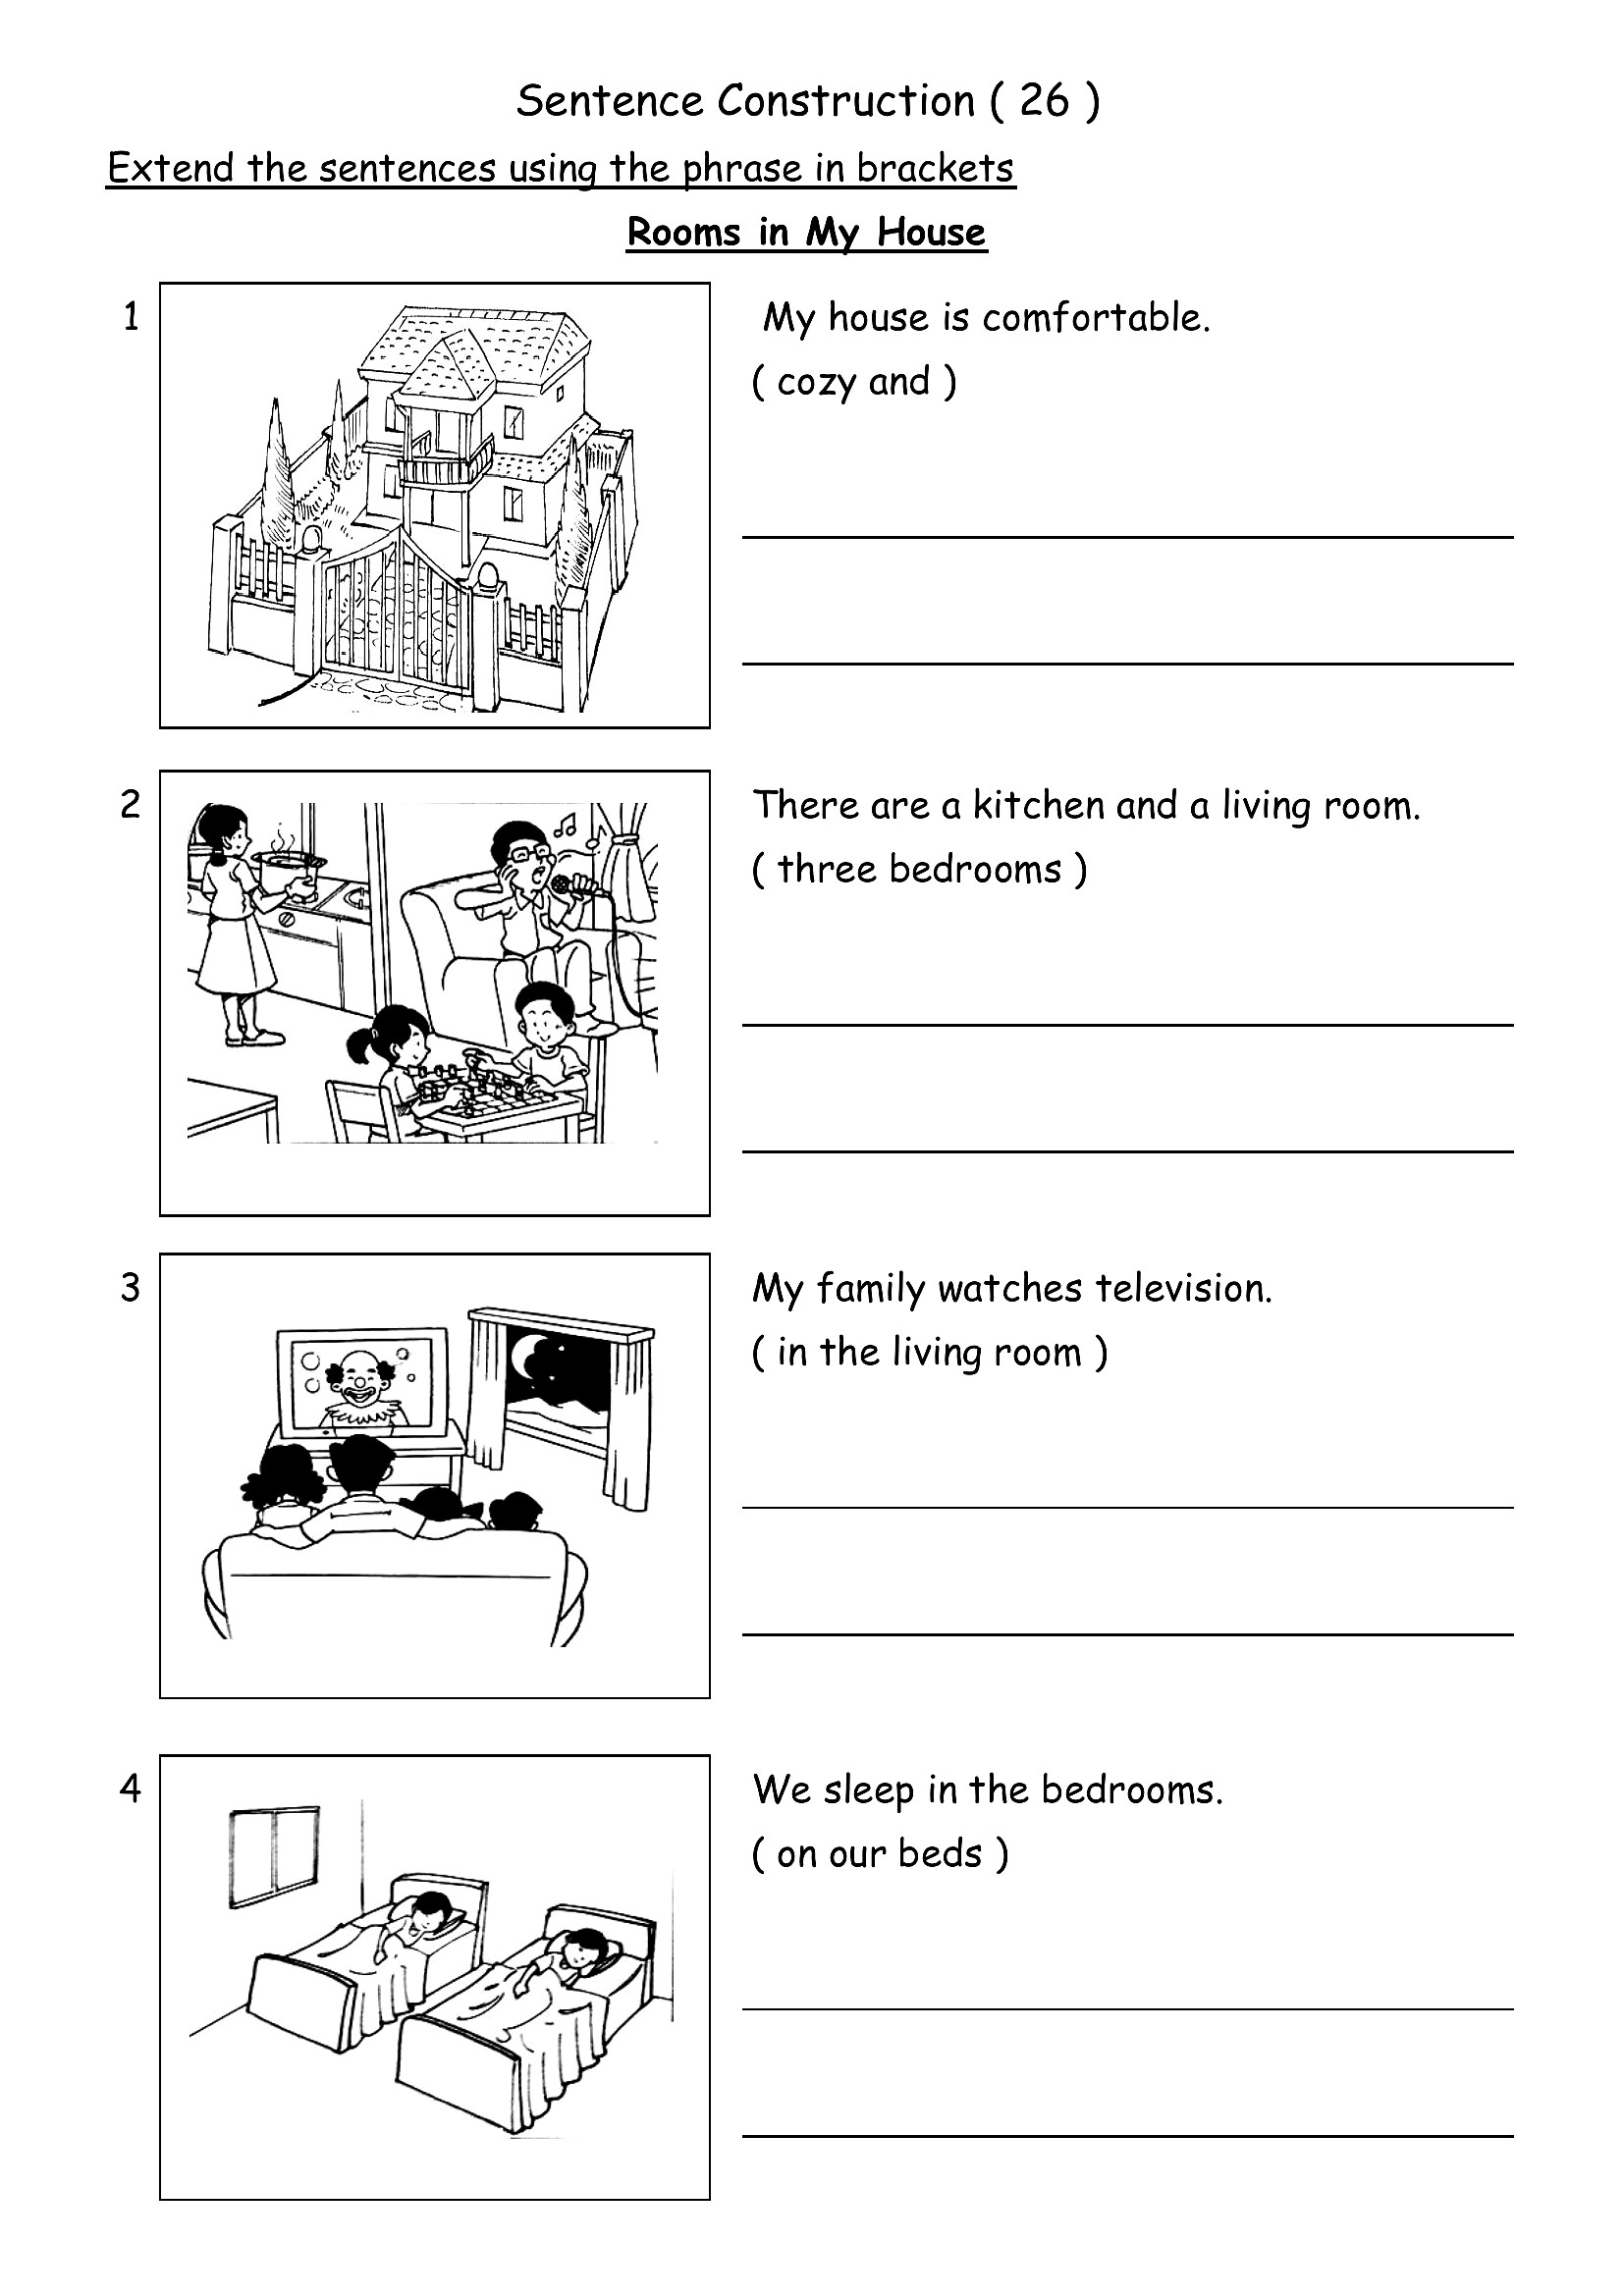 Sentence Construction ( 26 )
Extend the sentences using the phrase in brackets
Rooms in My House
1
My house is comfortable.
( cozy and )
2
There are a kitchen and a living room.
( three bedrooms )
3
My family watches television.
( in the living room )
4
We sleep in the bedrooms.
( on our beds )